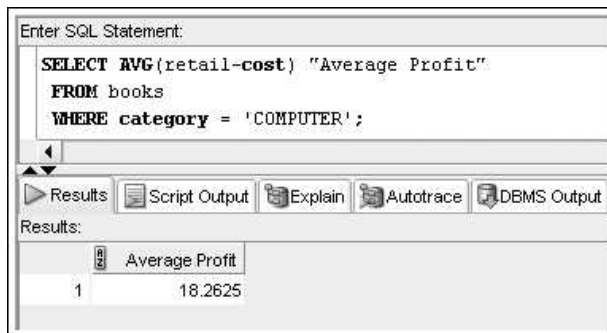 Enter SQL Statement:
SELECT AVG(retail-cost) "Average Profit"
FROM books
WHERE category = 'COMPUTER';
Results Script Output Explain Autotrace DBMS Output
Results:
A Z Average Profit
1 18.2625